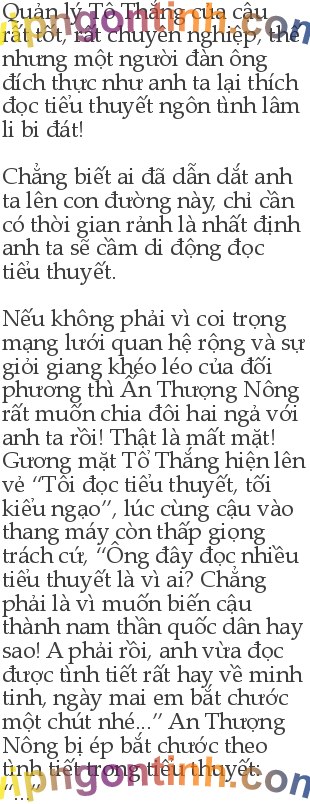 Quản lý Tô Thắng của cậu
rất tốt, rất chuyên nghiệp, thế
nhưng một người đàn ông
đích thực như anh ta lại thích
đọc tiểu thuyết ngôn tình lâm
li bi đát!
Chẳng biết ai đã dẫn dắt anh
ta lên con đường này, chỉ cần
có thời gian rảnh là nhất định
anh ta sẽ cầm di động đọc
tiểu thuyết.
Nếu không phải vì coi trọng
mạng lưới quan hệ rộng và sự
giỏi giang khéo léo của đối
phương thì Ấn Thượng Nông
rất muốn chia đôi hai ngả với
anh ta rồi! Thật là mất mặt!
Gương mặt Tổ Thắng hiện lên
vẻ “Tôi đọc tiểu thuyết, tối
kiểu ngạo”, lúc cùng cậu vào
thang máy còn thấp giọng
trách cứ, “Ông đây đọc nhiều
tiểu thuyết là vì ai? Chẳng
phải là vì muốn biến cậu
thành nam thần quốc dân hay
sao! A phải rồi, anh vừa đọc
được tình tiết rất hay về minh
tinh, ngày mai em bắt chước
một chút nhé...” An Thượng
Nông bị ép bắt chước theo
tình tiết trong tiểu thuyết:
“...”
vipngontinh.com
vipngontinh.com